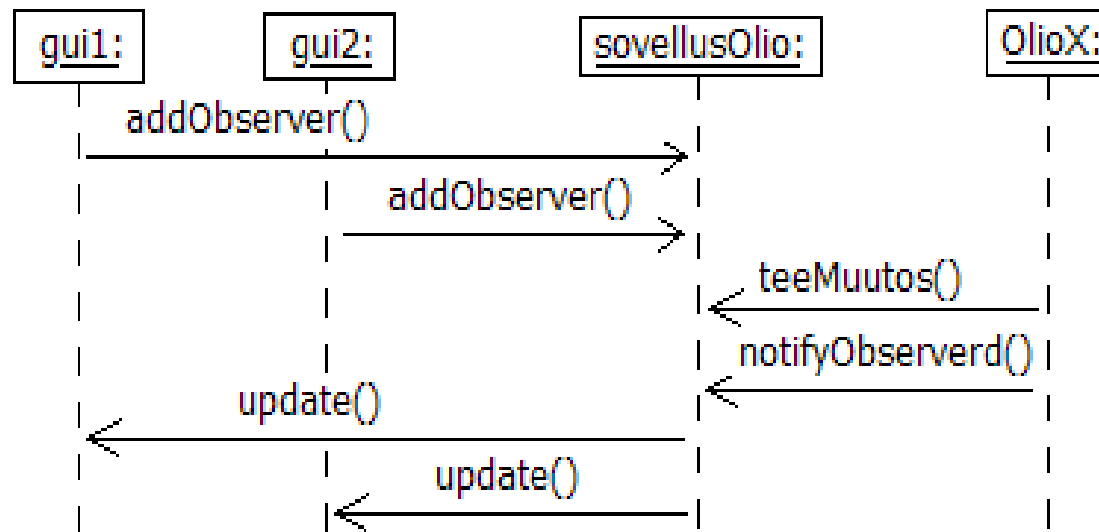 gui1:
gui2:
sovellusOlio:
OlioX:
addObserver()
addObserver()
teeMuutos()
notifyObserverd()
update()
update()